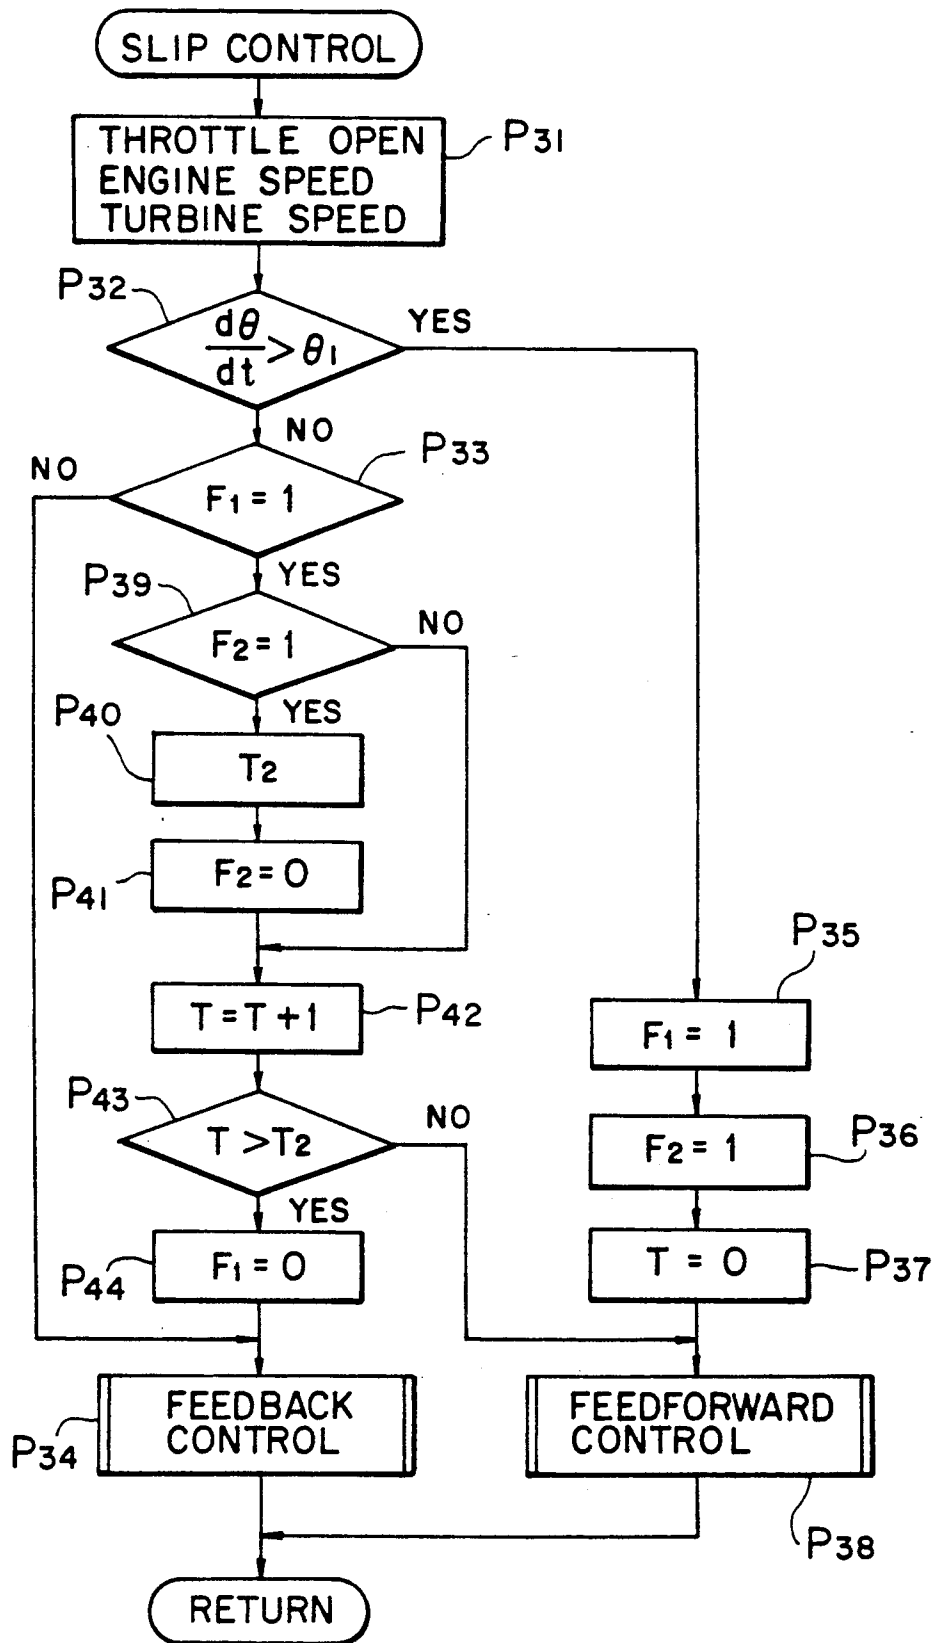 SLIP CONTROL
THROTTLE OPEN
ENGINE SPEED
TURBINE SPEED
P31
P32
dθ/dt > θ1
YES
NO
P33
NO
F1 = 1
YES
P39
F2 = 1
NO
YES
P40
T2
P41
F2 = 0
P42
T = T + 1
P43
T > T2
NO
YES
P44
F1 = 0
P35
F1 = 1
P36
F2 = 1
P37
T = 0
P34
FEEDBACK
CONTROL
FEEDFORWARD
CONTROL
P38
RETURN